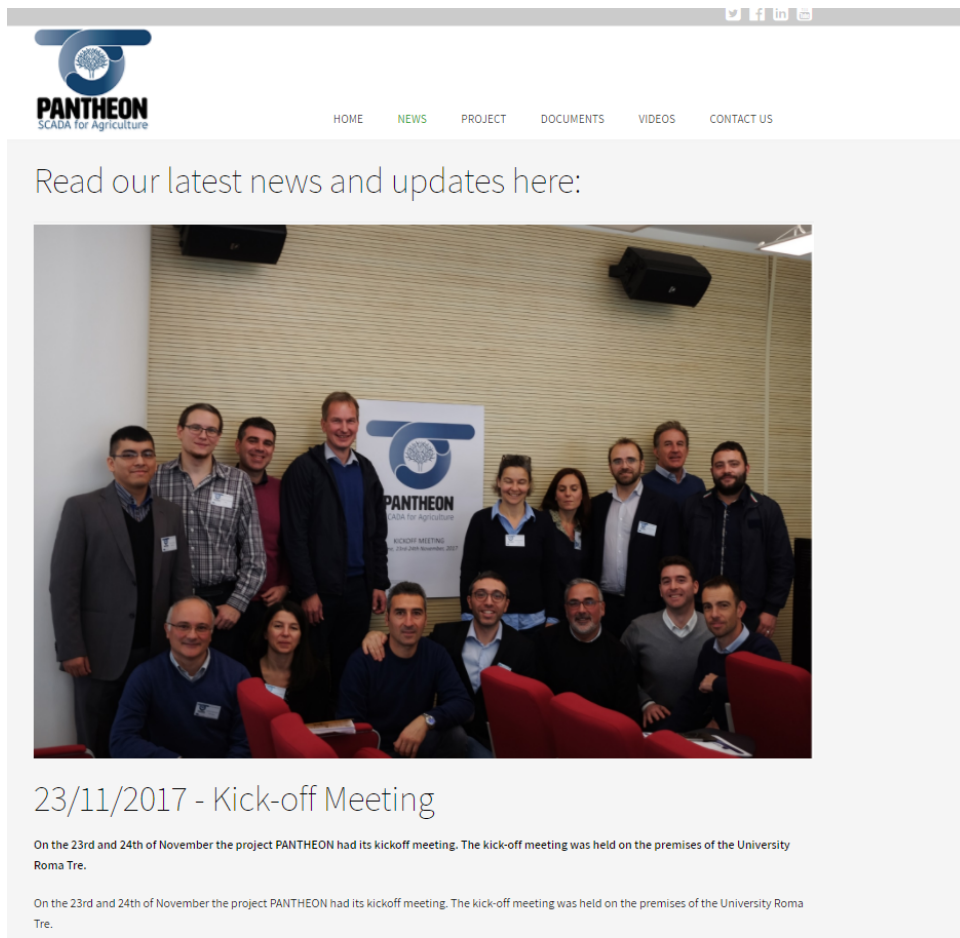 PANTHEON
SCADA for Agriculture
HOME NEWS PROJECT DOCUMENTS VIDEOS CONTACT US
Read our latest news and updates here:
PANTHEON
SCADA for Agriculture
KICKOFF MEETING
23rd-24th November, 2017
23/11/2017 - Kick-off Meeting
On the 23rd and 24th of November the project PANTHEON had its kickoff meeting. The kick-off meeting was held on the premises of the University
Roma Tre.
On the 23rd and 24th of November the project PANTHEON had its kickoff meeting. The kick-off meeting was held on the premises of the University Roma
Tre.